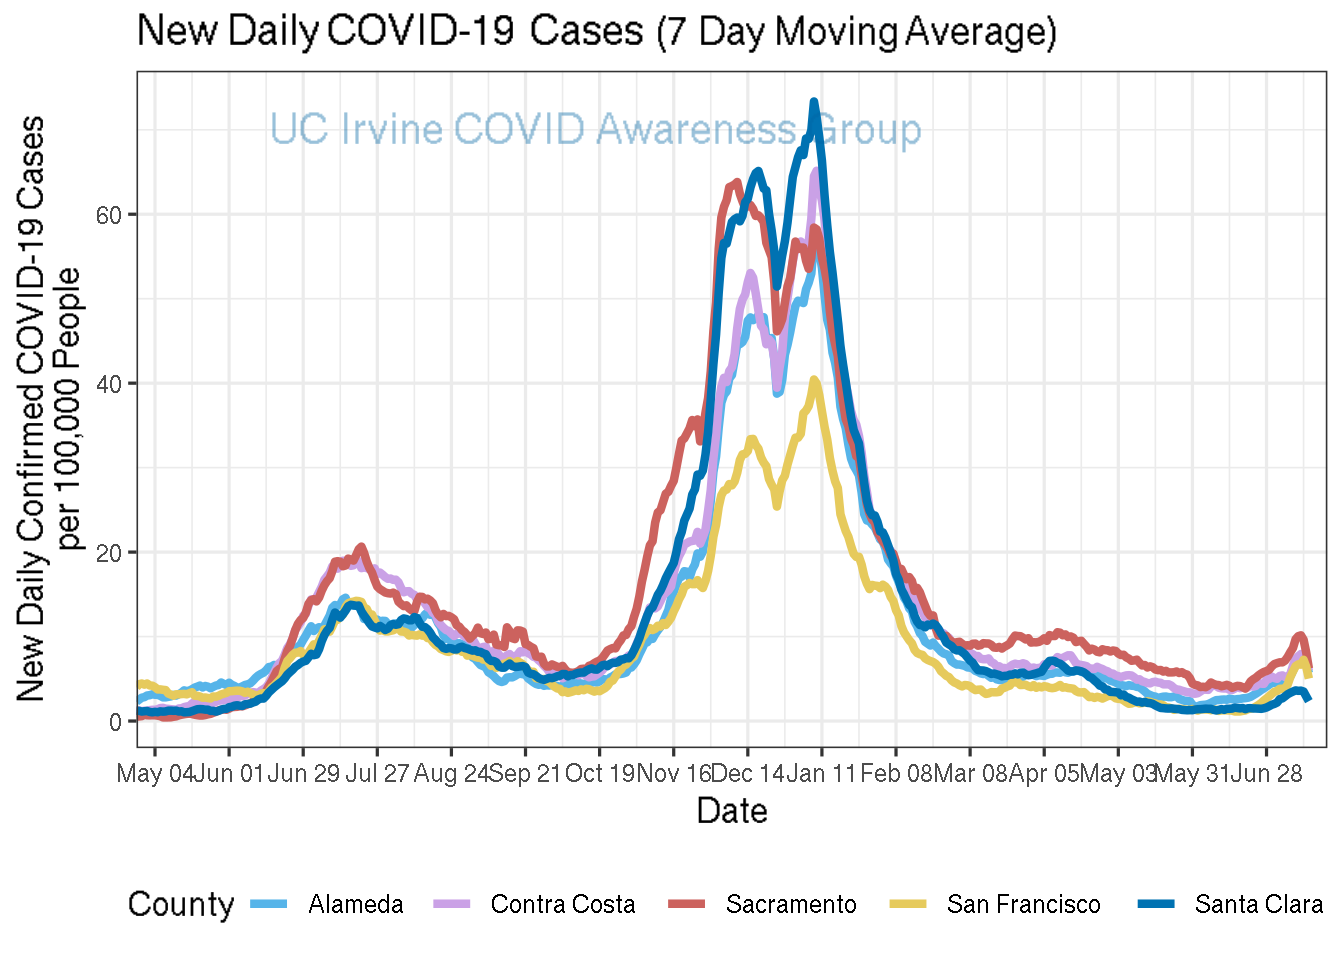 New Daily COVID-19 Cases (7 Day Moving Average)
UC Irvine COVID Awareness Group
New Daily Confirmed COVID-19 Cases
per 100,000 People
60
40
20
0
May 04 Jun 01 Jun 29 Jul 27 Aug 24 Sep 21 Oct 19 Nov 16 Dec 14 Jan 11 Feb 08 Mar 08 Apr 05 May 03 May 31 Jun 28
Date
County Alameda Contra Costa Sacramento San Francisco Santa Clara